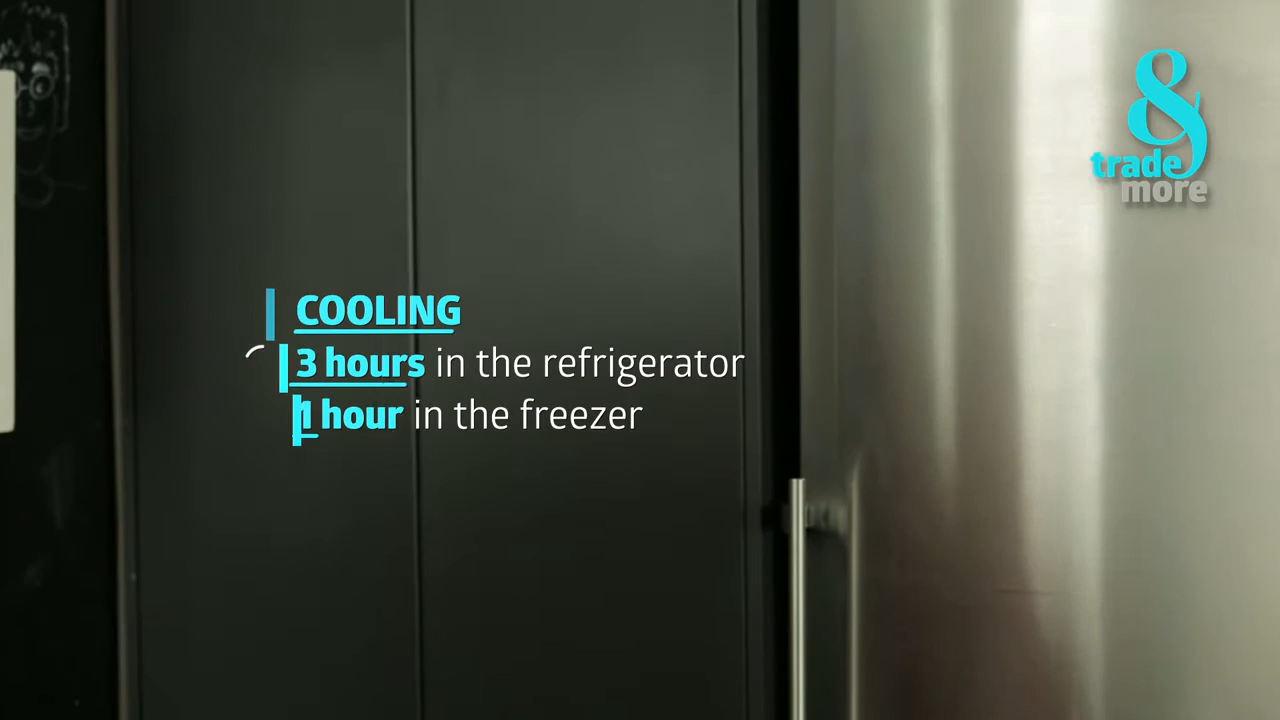 &
trade
more
COOLING
3 hours in the refrigerator
1 hour in the freezer